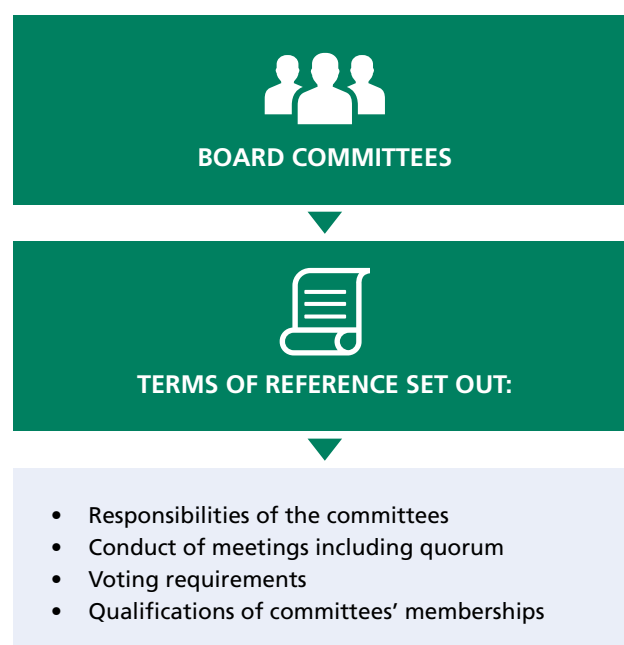 BOARD COMMITTEES
TERMS OF REFERENCE SET OUT:
• Responsibilities of the committees
• Conduct of meetings including quorum
• Voting requirements
• Qualifications of committees’ memberships